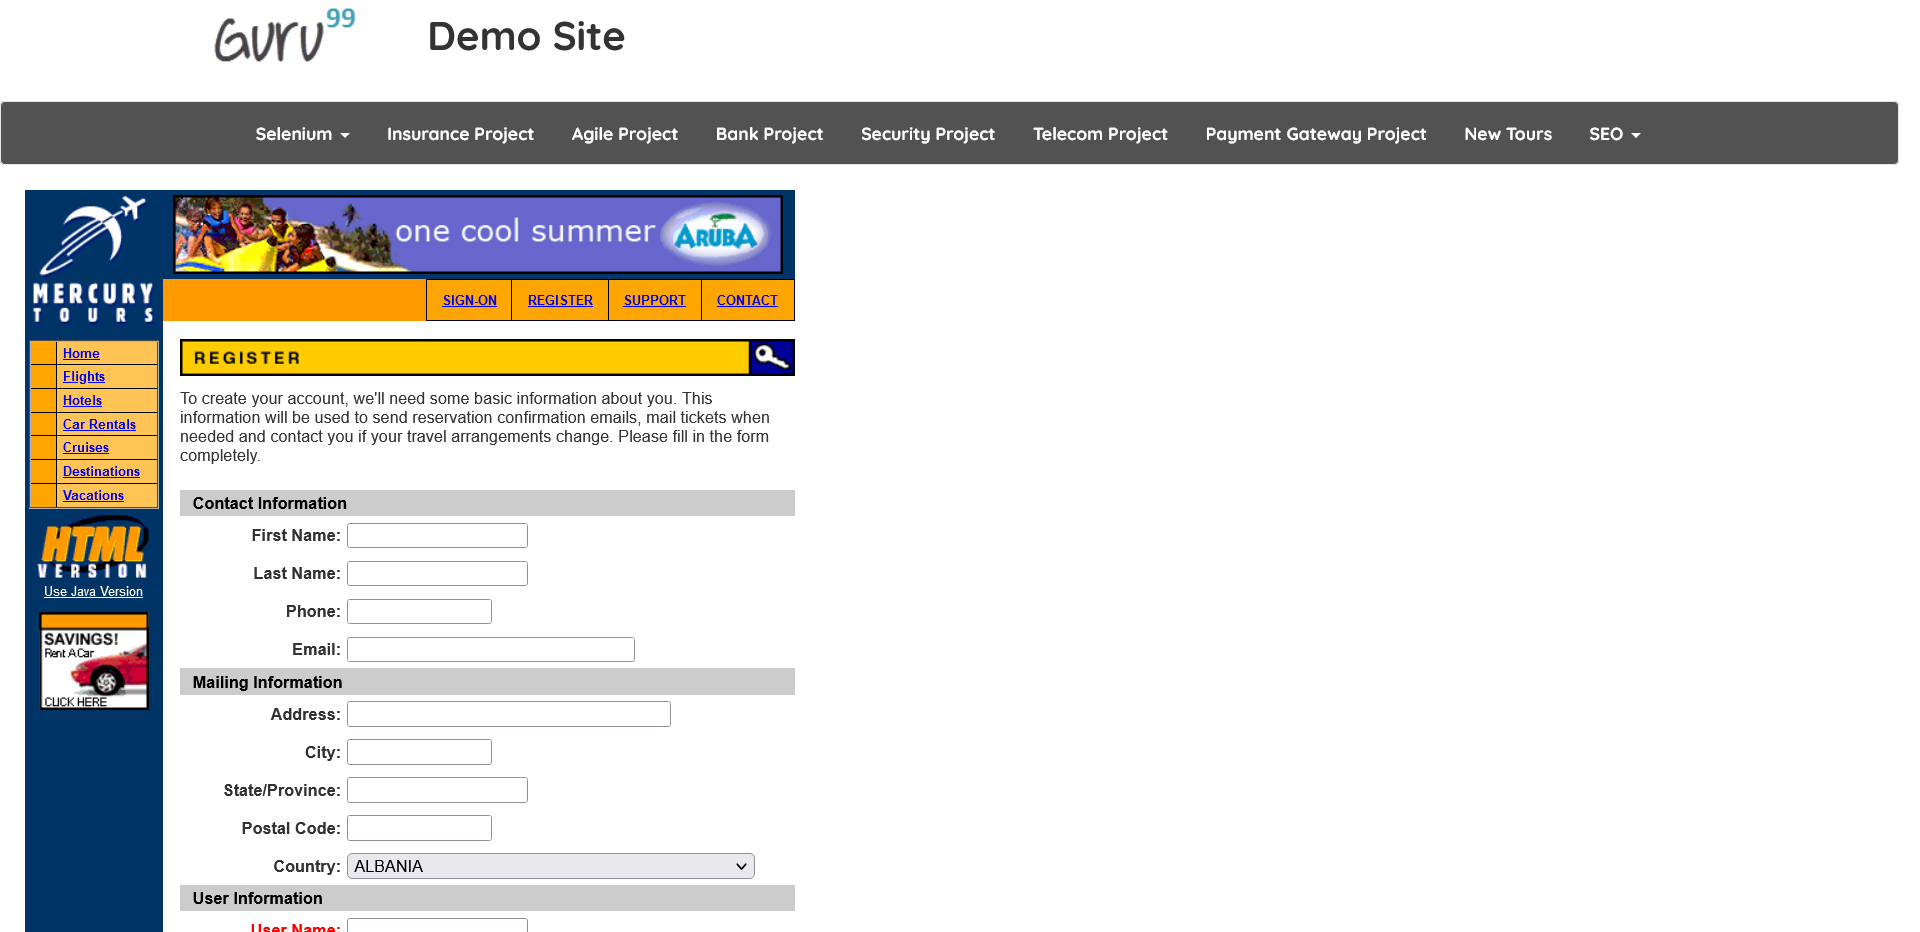 Guru99
Demo Site
Selenium
Insurance Project
Agile Project
Bank Project
Security Project
Telecom Project
Payment Gateway Project
New Tours
SEO
MERCURY
TOURS
one cool summer
ARUBA
SIGN-ON
REGISTER
SUPPORT
CONTACT
Home
Flights
Hotels
Car Rentals
Cruises
Destinations
Vacations
HTML
VERSION
Use Java Version
SAVINGS!
Rent A Car
CLICK HERE
REGISTER
To create your account, we'll need some basic information about you. This
information will be used to send reservation confirmation emails, mail tickets when
needed and contact you if your travel arrangements change. Please fill in the form
completely.
Contact Information
First Name:
Last Name:
Phone:
Email:
Mailing Information
Address:
City:
State/Province:
Postal Code:
Country: ALBANIA
User Information
User Name: